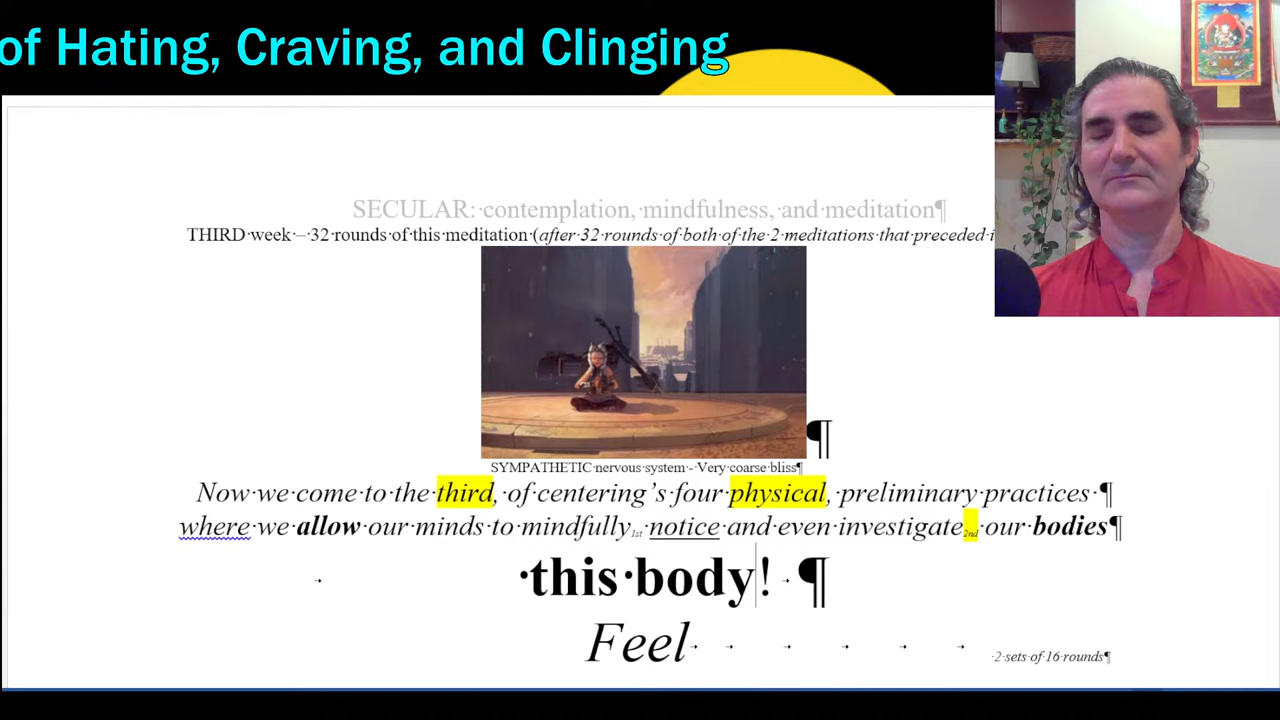 of Hating, Craving, and Clinging
SECULAR: contemplation, mindfulness, and meditation¶
THIRD week – 32 rounds of this meditation (after 32 rounds of both of the 2 meditations that preceded i
¶
SYMPATHETIC nervous system - Very coarse bliss¶
Now we come to the third, of centering’s four physical, preliminary practices ¶
where we allow our minds to mindfully 1st notice and even investigate 2nd our bodies¶
this body! ¶
Feel 2 sets of 16 rounds¶